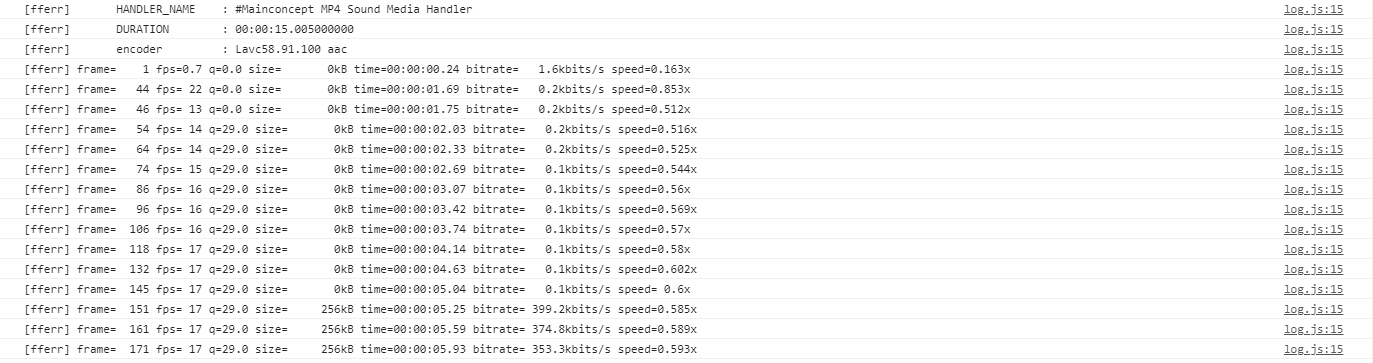 [fferr]       HANDLER_NAME    : #Mainconcept MP4 Sound Media Handler log.js:15
[fferr]       DURATION        : 00:00:15.005000000 log.js:15
[fferr]       encoder         : Lavc58.91.100 aac log.js:15
[fferr] frame=    1 fps=0.7 q=0.0 size=       0kB time=00:00:00.24 bitrate=   1.6kbits/s speed=0.163x log.js:15
[fferr] frame=   44 fps= 22 q=0.0 size=       0kB time=00:00:01.69 bitrate=   0.2kbits/s speed=0.853x log.js:15
[fferr] frame=   46 fps= 13 q=0.0 size=       0kB time=00:00:01.75 bitrate=   0.2kbits/s speed=0.512x log.js:15
[fferr] frame=   54 fps= 14 q=29.0 size=       0kB time=00:00:02.03 bitrate=   0.2kbits/s speed=0.516x log.js:15
[fferr] frame=   64 fps= 14 q=29.0 size=       0kB time=00:00:02.33 bitrate=   0.2kbits/s speed=0.525x log.js:15
[fferr] frame=   74 fps= 15 q=29.0 size=       0kB time=00:00:02.69 bitrate=   0.1kbits/s speed=0.544x log.js:15
[fferr] frame=   86 fps= 16 q=29.0 size=       0kB time=00:00:03.07 bitrate=   0.1kbits/s speed=0.56x log.js:15
[fferr] frame=   96 fps= 16 q=29.0 size=       0kB time=00:00:03.42 bitrate=   0.1kbits/s speed=0.569x log.js:15
[fferr] frame=  106 fps= 16 q=29.0 size=       0kB time=00:00:03.74 bitrate=   0.1kbits/s speed=0.57x log.js:15
[fferr] frame=  118 fps= 17 q=29.0 size=       0kB time=00:00:04.14 bitrate=   0.1kbits/s speed=0.58x log.js:15
[fferr] frame=  132 fps= 17 q=29.0 size=       0kB time=00:00:04.63 bitrate=   0.1kbits/s speed=0.602x log.js:15
[fferr] frame=  145 fps= 17 q=29.0 size=       0kB time=00:00:05.04 bitrate=   0.1kbits/s speed= 0.6x log.js:15
[fferr] frame=  151 fps= 17 q=29.0 size=     256kB time=00:00:05.25 bitrate= 399.2kbits/s speed=0.585x log.js:15
[fferr] frame=  161 fps= 17 q=29.0 size=     256kB time=00:00:05.59 bitrate= 374.8kbits/s speed=0.589x log.js:15
[fferr] frame=  171 fps= 17 q=29.0 size=     256kB time=00:00:05.93 bitrate= 353.3kbits/s speed=0.593x log.js:15